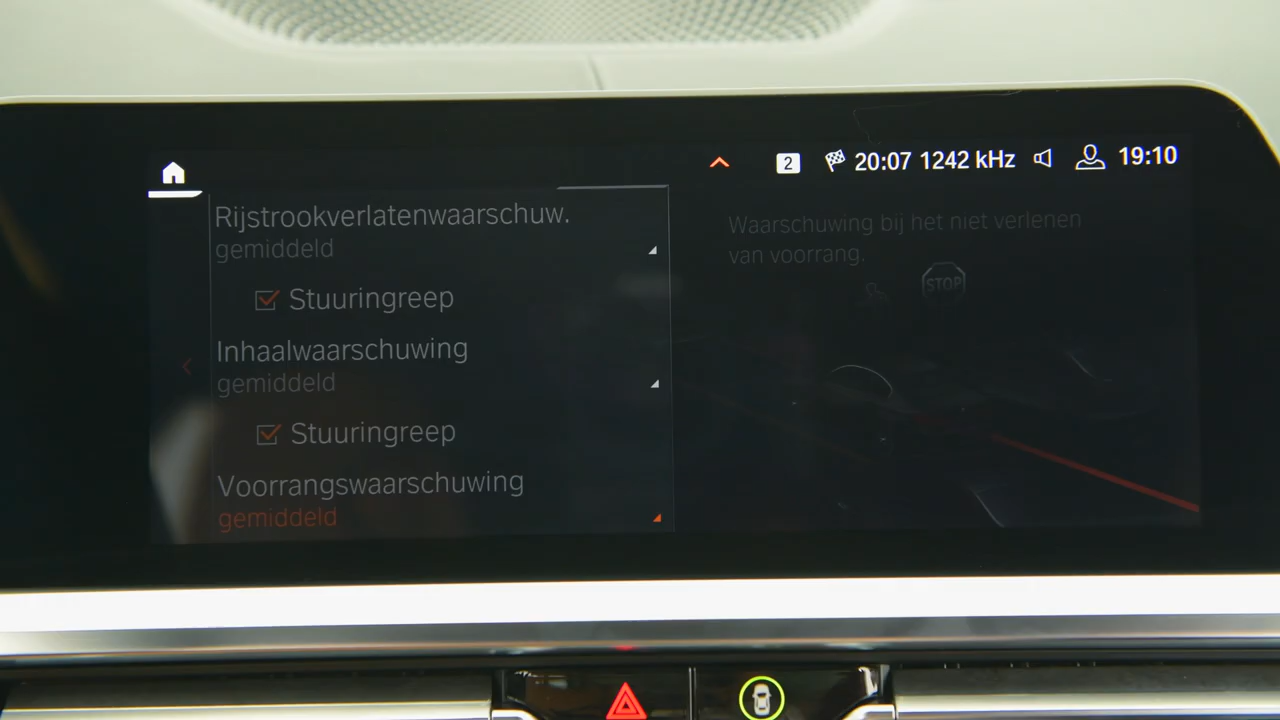 2 20:07 1242 kHz 19:10
Rijstrookverlatenwaarschuw.
gemiddeld
Stuuringreep
Inhaalwaarschuwing
gemiddeld
Stuuringreep
Voorrangswaarschuwing
gemiddeld
Waarschuwing bij het niet verlenen
van voorrang.
STOP